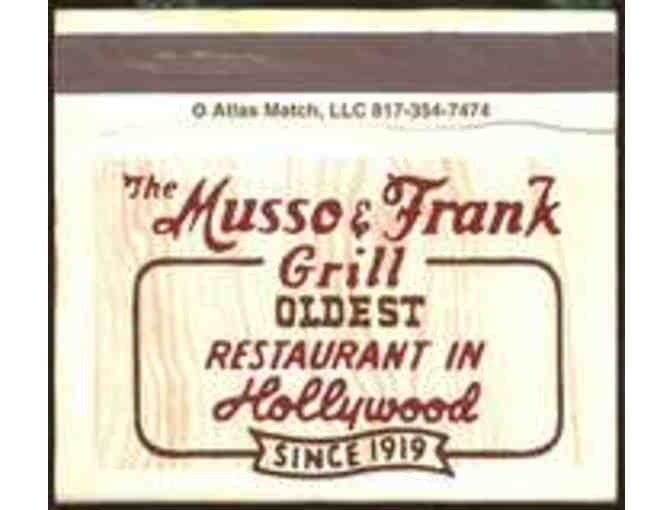 © Atlas Match, LLC 817-354-7474
The Musso & Frank
Grill
OLDEST
RESTAURANT IN
Hollywood
SINCE 1919